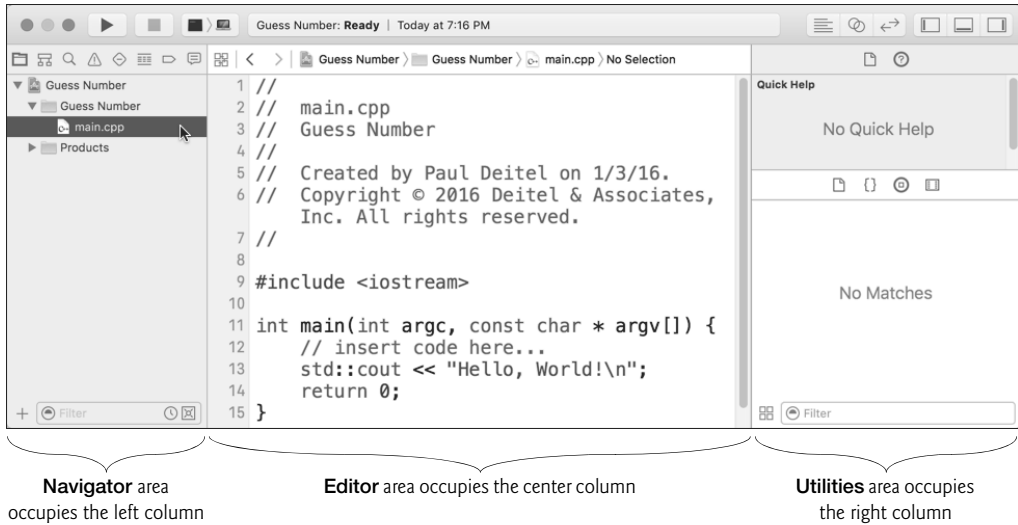 Guess Number: Ready | Today at 7:16 PM
Guess Number
Guess Number
main.cpp
Products
Filter
Guess Number 〉 Guess Number 〉 main.cpp 〉 No Selection
1 //
2 //  main.cpp
3 //  Guess Number
4 //
5 //  Created by Paul Deitel on 1/3/16.
6 //  Copyright © 2016 Deitel & Associates,
Inc. All rights reserved.
7 //
8
9 #include <iostream>
10
11 int main(int argc, const char * argv[]) {
12     // insert code here...
13     std::cout << "Hello, World!\n";
14     return 0;
15 }
Quick Help
No Quick Help
No Matches
Filter
Navigator area
occupies the left column
Editor area occupies the center column
Utilities area occupies
the right column